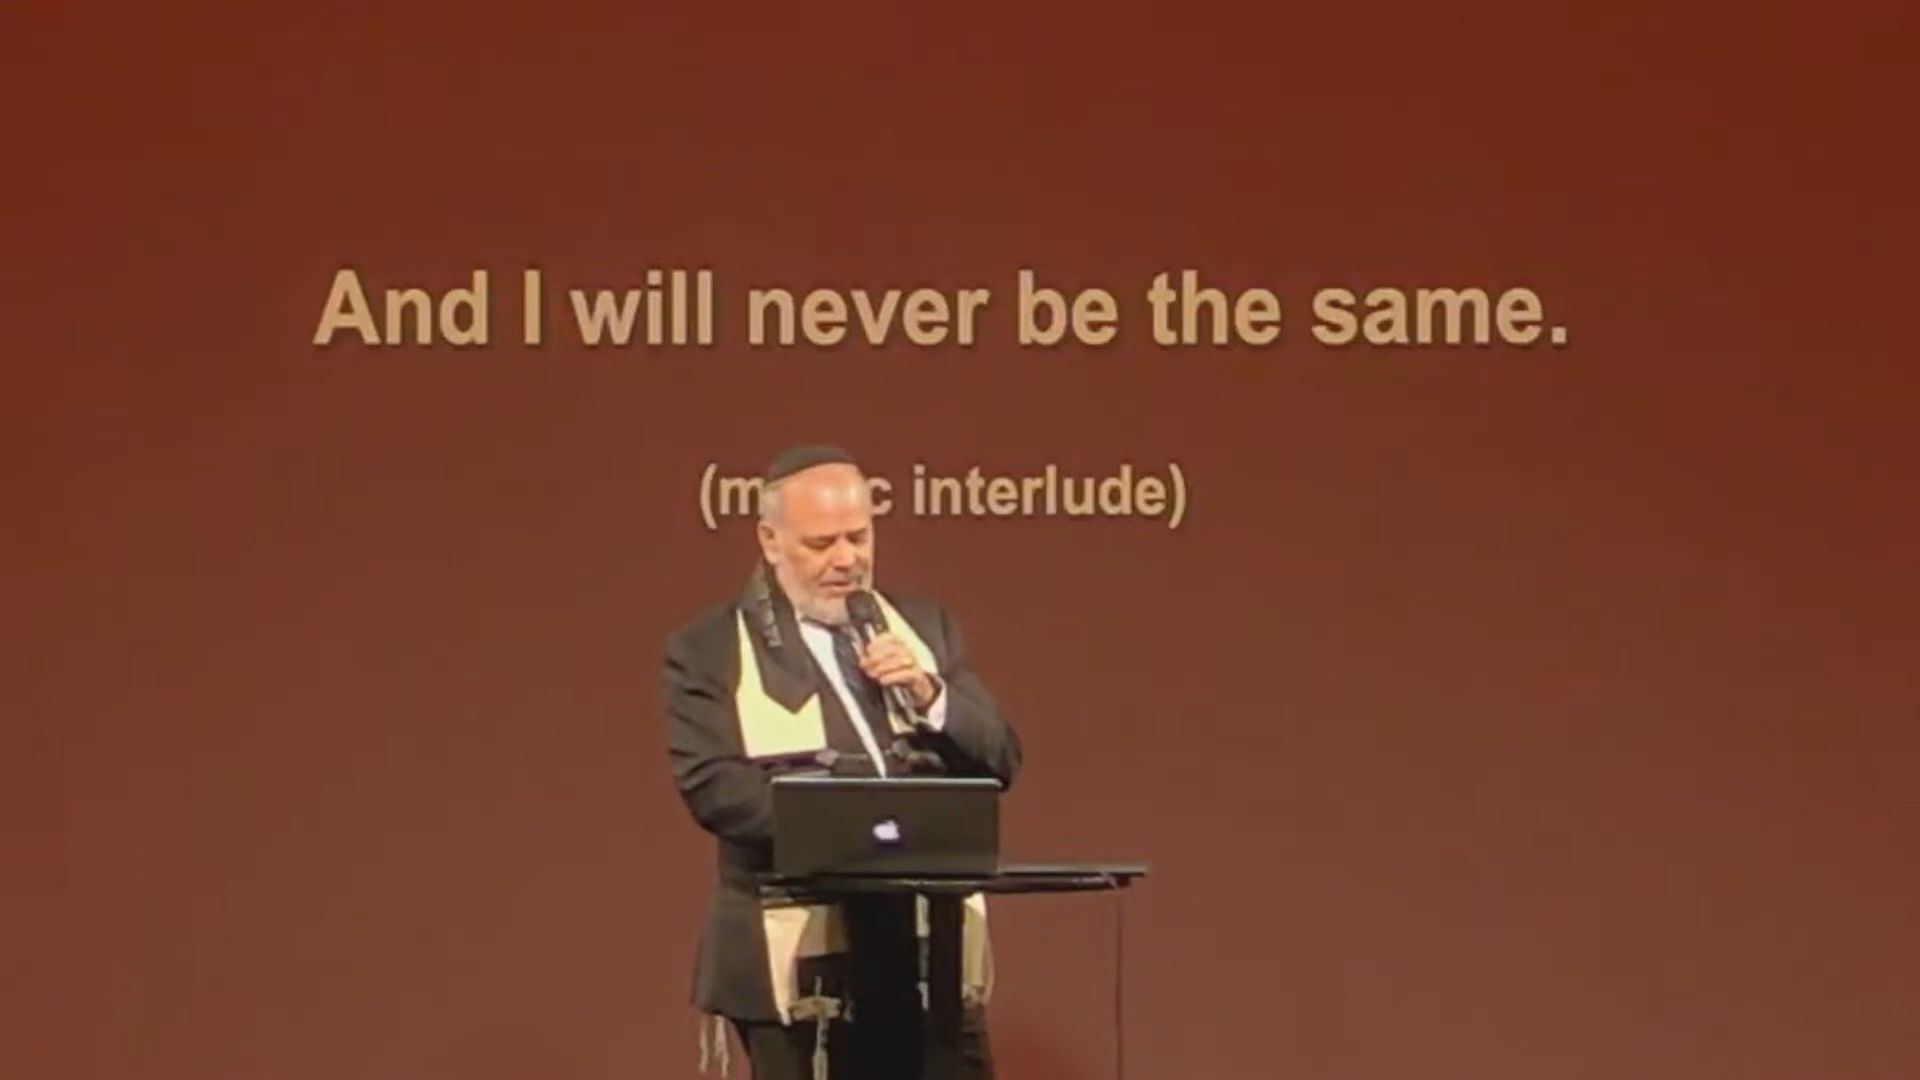 And I will never be the same.
interlude)